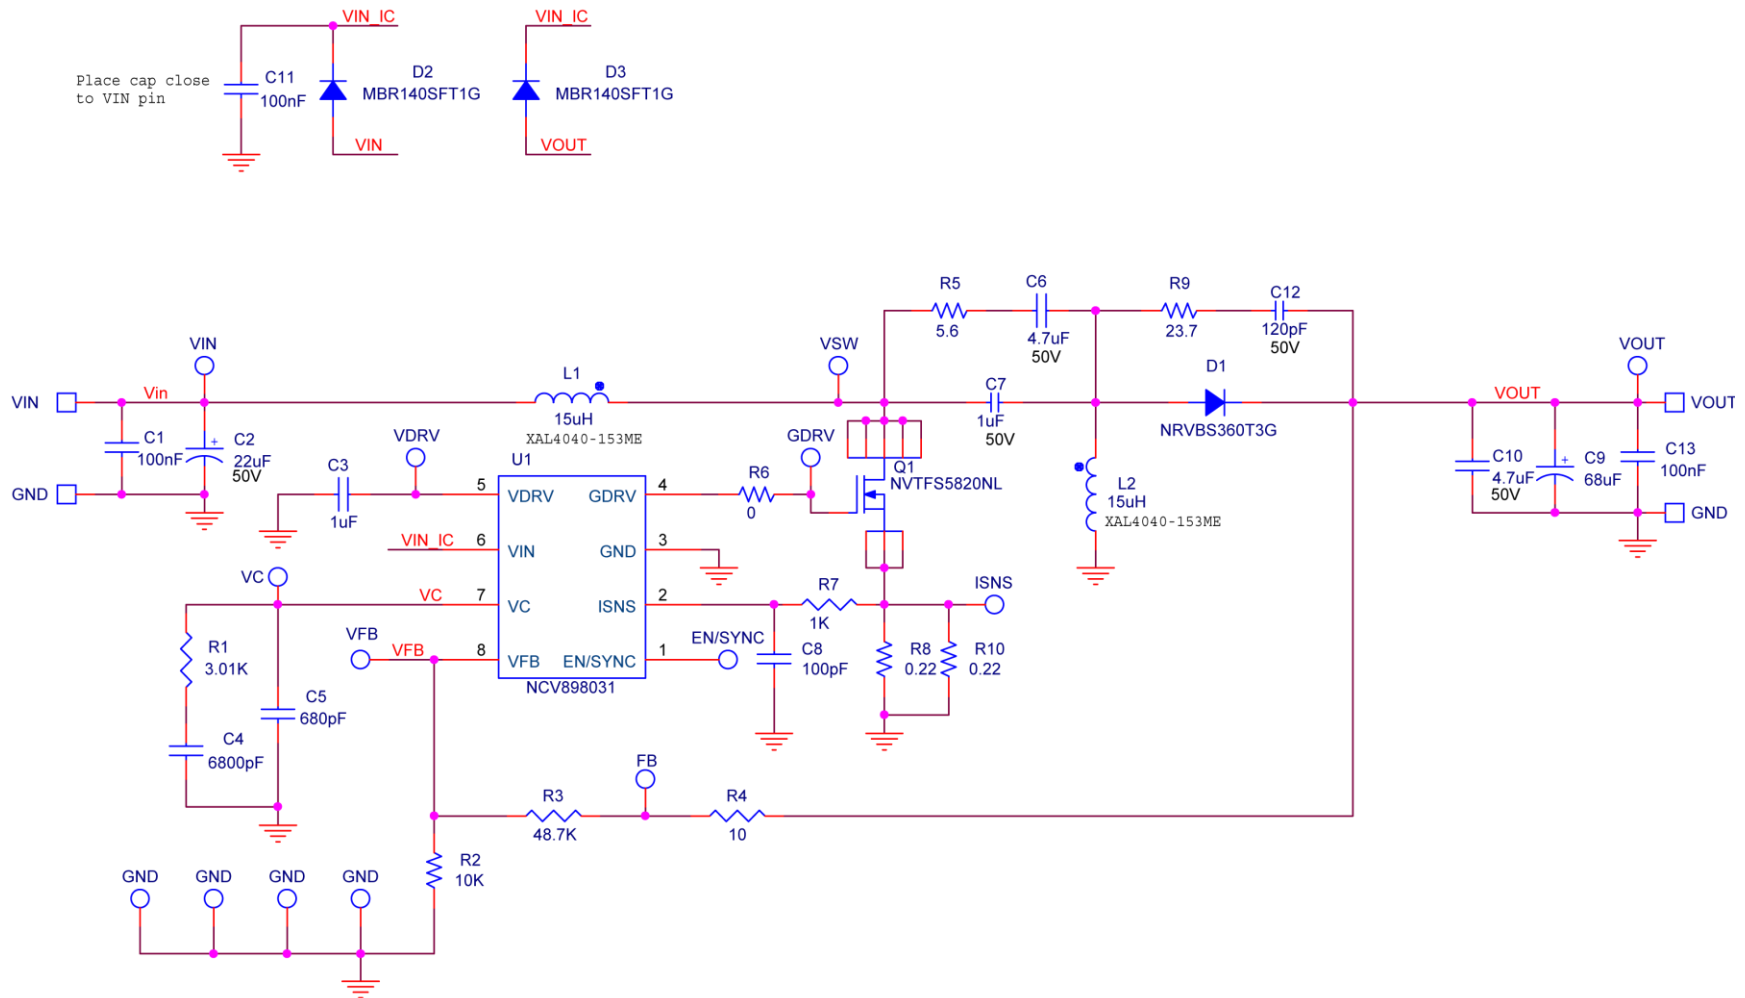 VIN_IC
VIN_IC
Place cap close
to VIN pin
C11
100nF
D2
MBR140SFT1G
D3
MBR140SFT1G
VIN
VOUT
R5
5.6
C6
4.7uF
50V
R9
23.7
C12
120pF
50V
VIN
VSW
VOUT
VIN
Vin
L1
15uH
XAL4040-153ME
C7
1uF
50V
D1
NRVBS360T3G
VOUT
VOUT
C1
100nF
C2
22uF
50V
+
GND
VDRV
GDRV
C3
1uF
U1
5
VDRV
GDRV
4
R6
0
Q1
NVTFS5820NL
L2
15uH
XAL4040-153ME
C10
4.7uF
50V
+
C9
68uF
C13
100nF
GND
VIN_IC
6
VIN
GND
3
VC
VC
7
VC
ISNS
2
R7
1K
ISNS
R1
3.01K
VFB
VFB
8
VFB
EN/SYNC
1
EN/SYNC
NCV898031
C8
100pF
R8
0.22
R10
0.22
C5
680pF
C4
6800pF
FB
R3
48.7K
R4
10
R2
10K
GND
GND
GND
GND